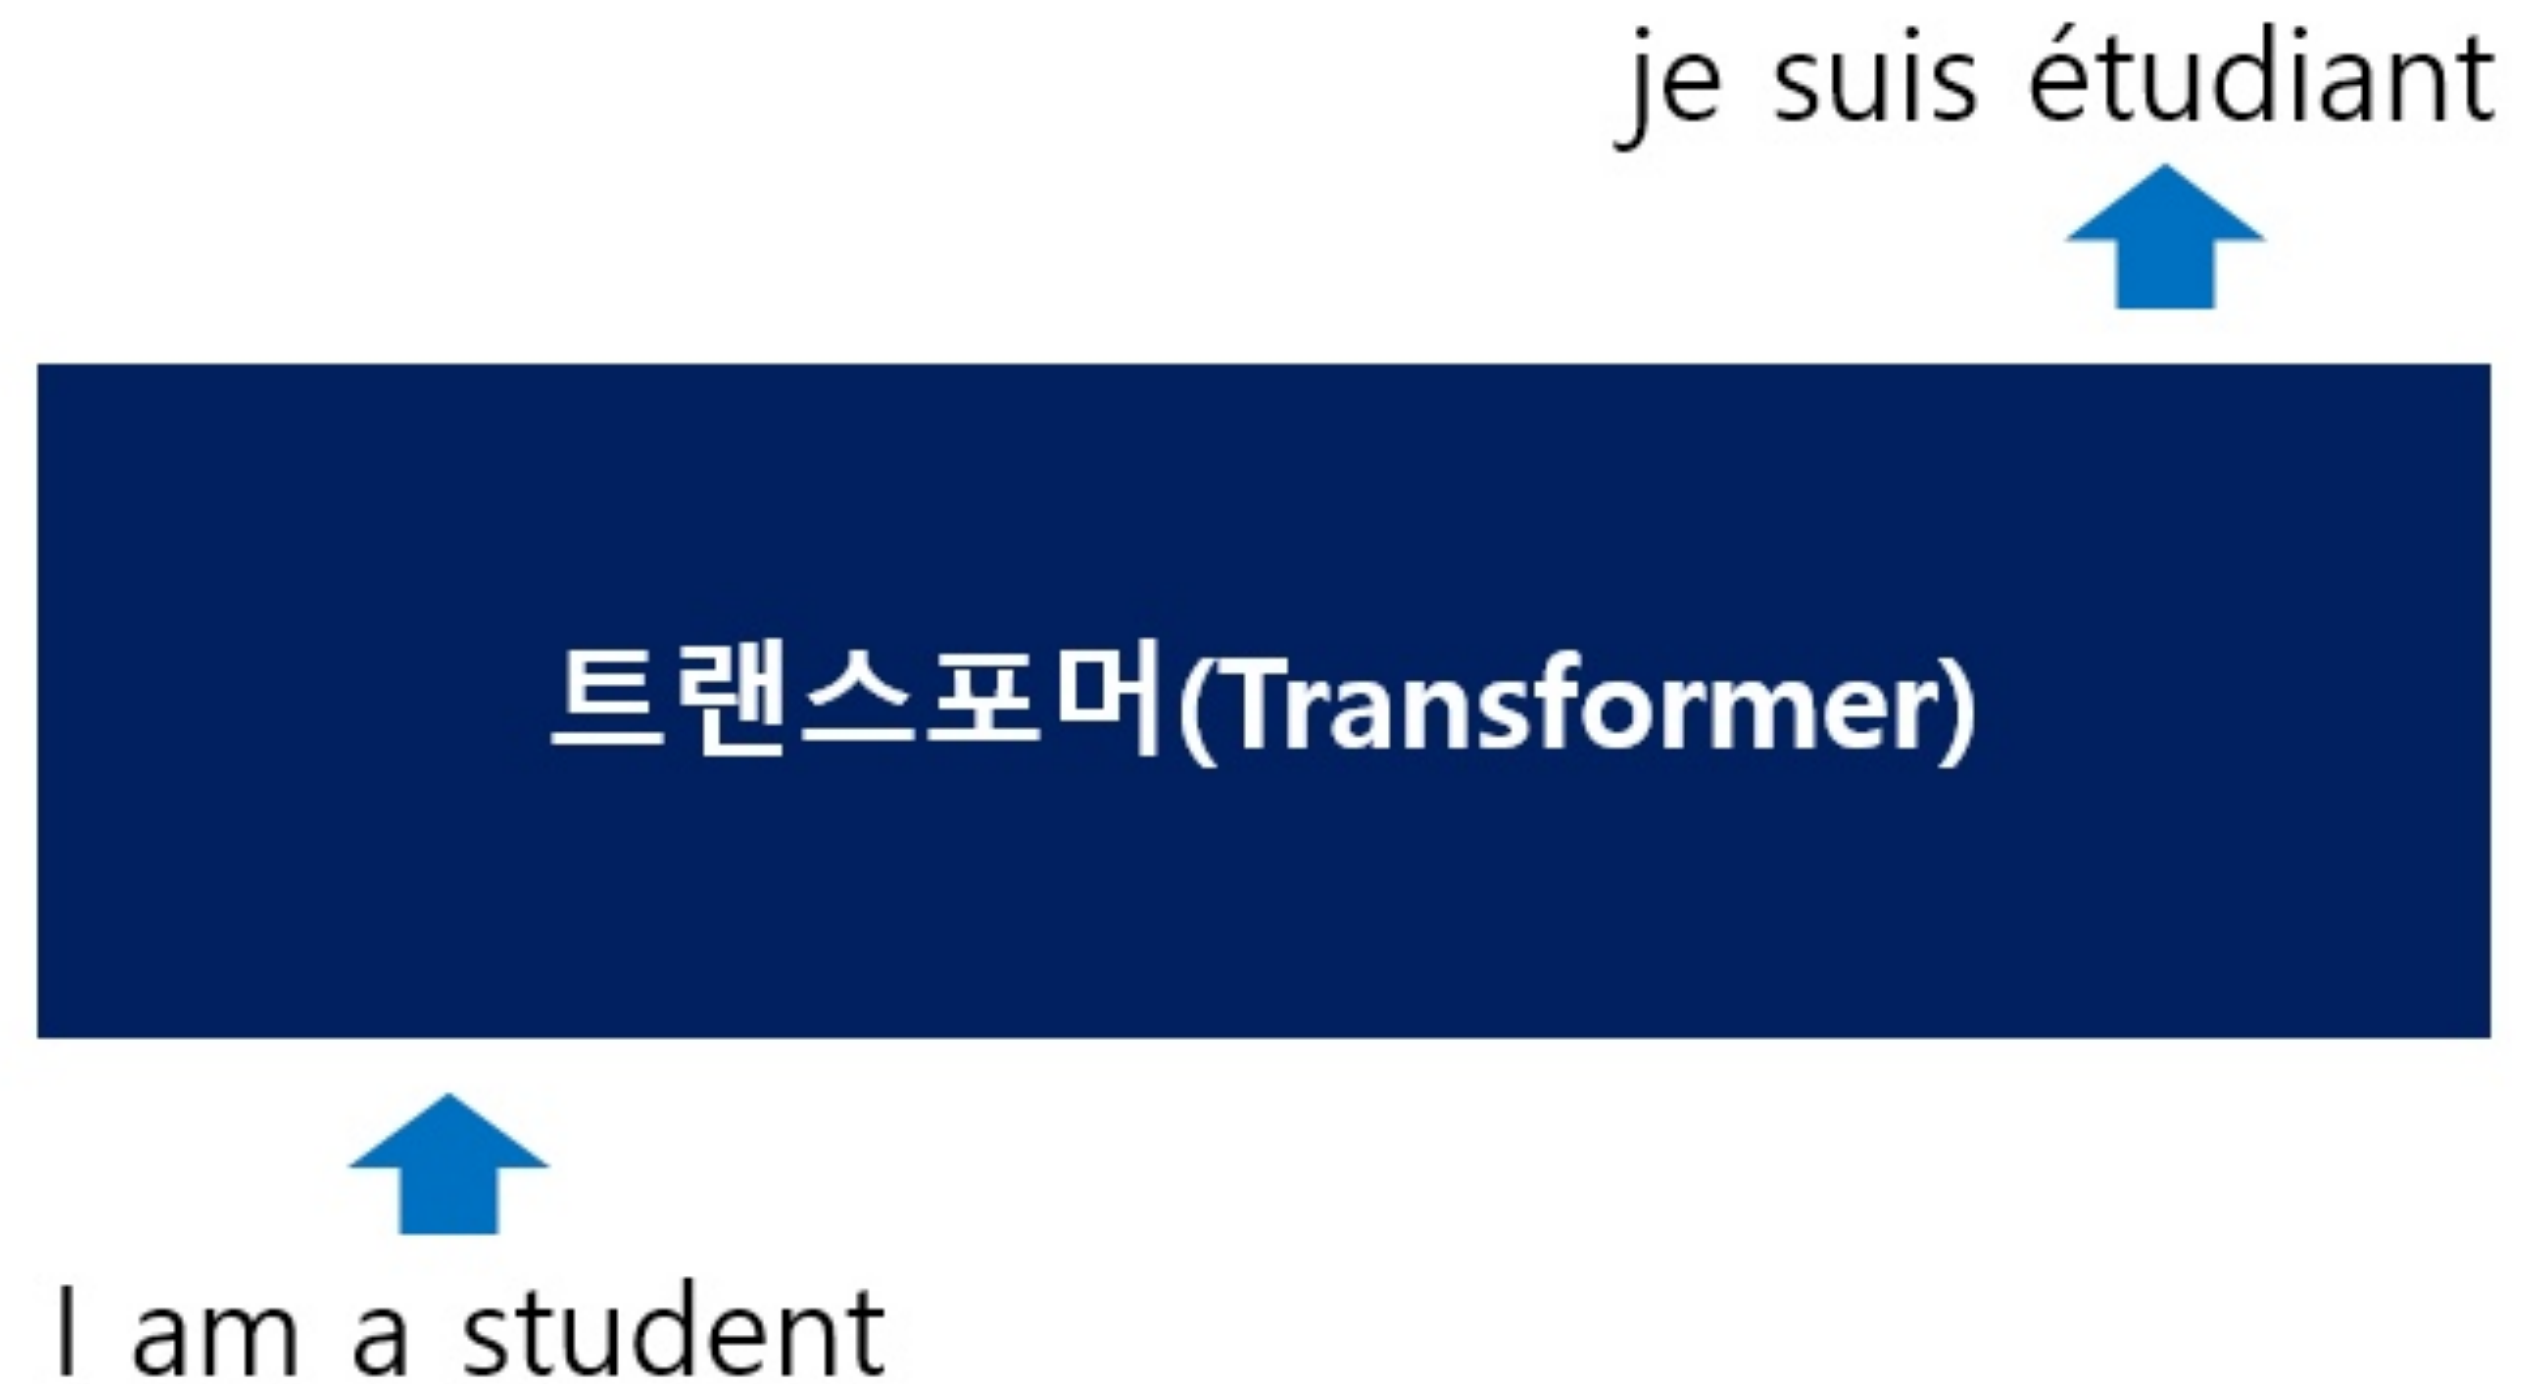 je suis étudiant
트랜스포머(Transformer)
I am a student